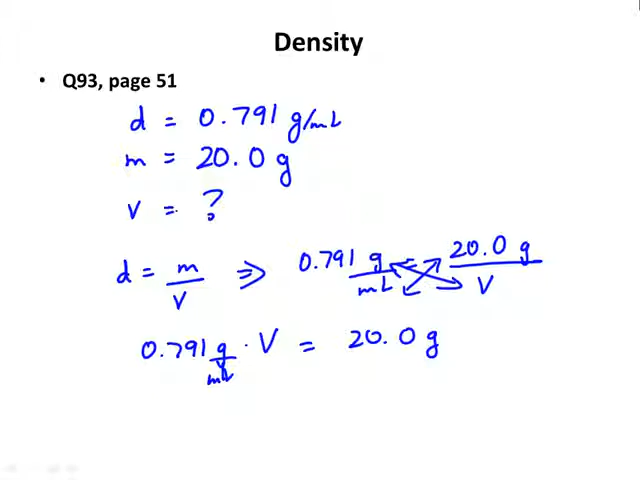 Density
• Q93, page 51
d = 0.791 g/mL
m = 20.0 g
v = ?
d = m/V ⇒ 0.791 g/mL = 20.0 g/V
0.791 g/mL · V = 20.0 g